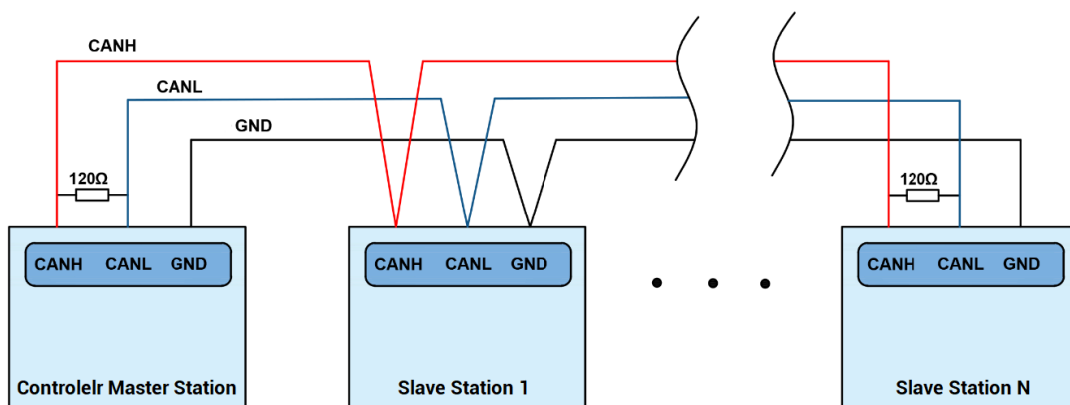 CANH
CANL
GND
120Ω
120Ω
CANH CANL GND
CANH CANL GND
CANH CANL GND
Controlelr Master Station
Slave Station 1
Slave Station N